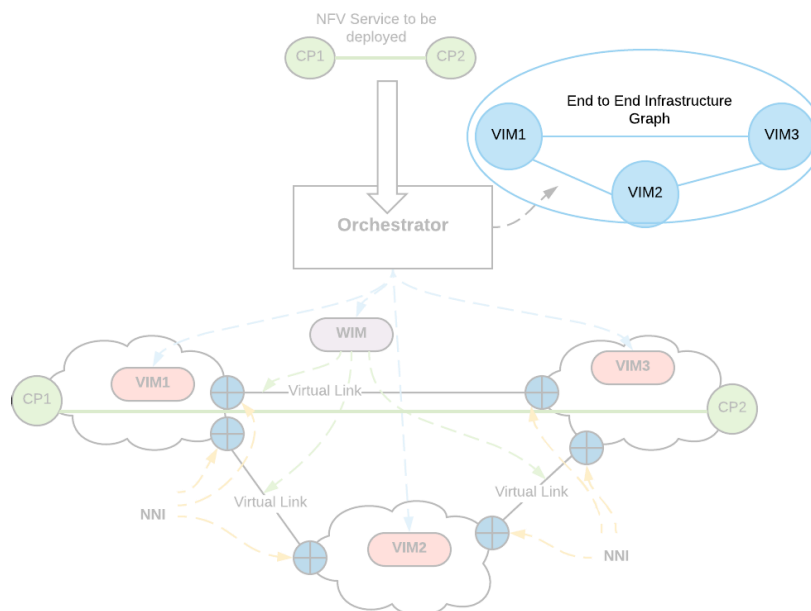 NFV Service to be
deployed
CP1
CP2
End to End Infrastructure
Graph
VIM1
VIM3
VIM2
Orchestrator
WIM
VIM1
VIM3
CP1
Virtual Link
CP2
Virtual Link
Virtual Link
NNI
VIM2
NNI